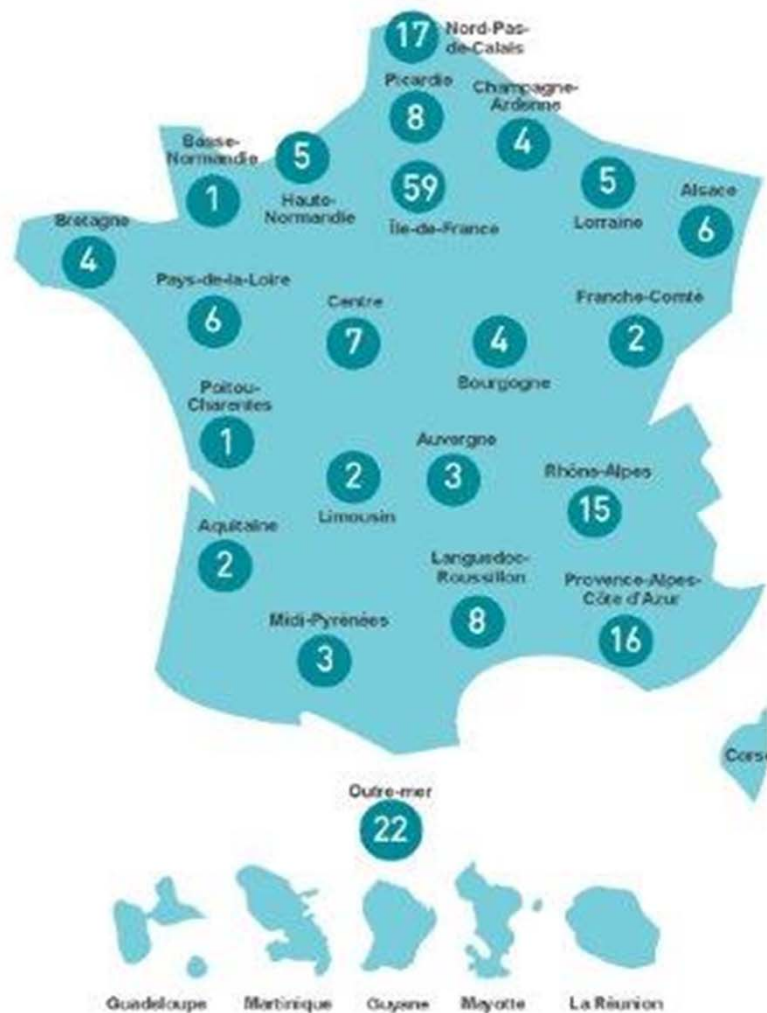 17
Nord-Pas-
de-Calais
Picardie
8
Champagne-
Ardenne
4
Basse-
Normandie
1
5
Haute-
Normandie
59
Île-de-France
5
Lorraine
Alsace
6
Bretagne
4
Pays-de-la-Loire
6
Centre
7
4
Bourgogne
Franche-Comté
2
Poitou-
Charentes
1
2
Limousin
Auvergne
3
Rhône-Alpes
15
Aquitaine
2
Midi-Pyrénées
3
Languedoc-
Roussillon
8
Provence-Alpes-
Côte d'Azur
16
Outre-mer
22
Guadeloupe
Martinique
Guyane
Mayotte
La Réunion